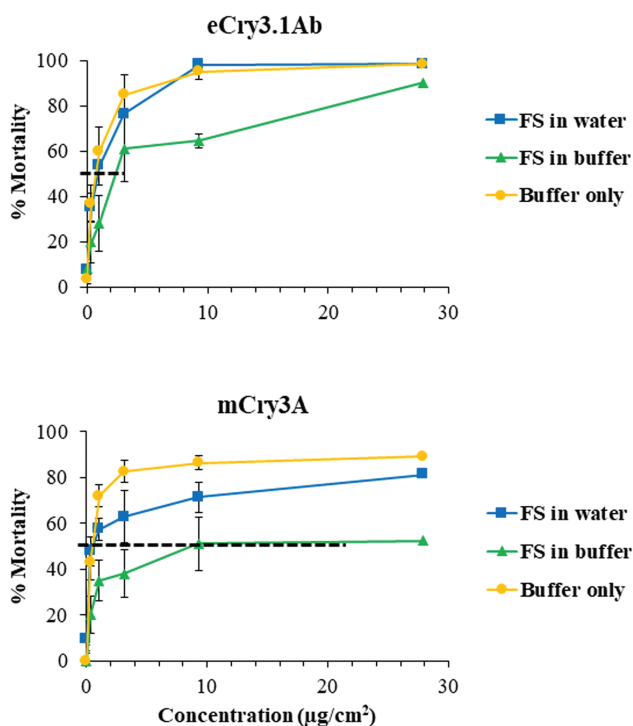 eCry3.1Ab
100
80
60
40
20
0
% Mortality
0 10 20 30
FS in water
FS in buffer
Buffer only
mCry3A
100
80
60
40
20
0
% Mortality
0 10 20 30
Concentration (µg/cm²)
FS in water
FS in buffer
Buffer only